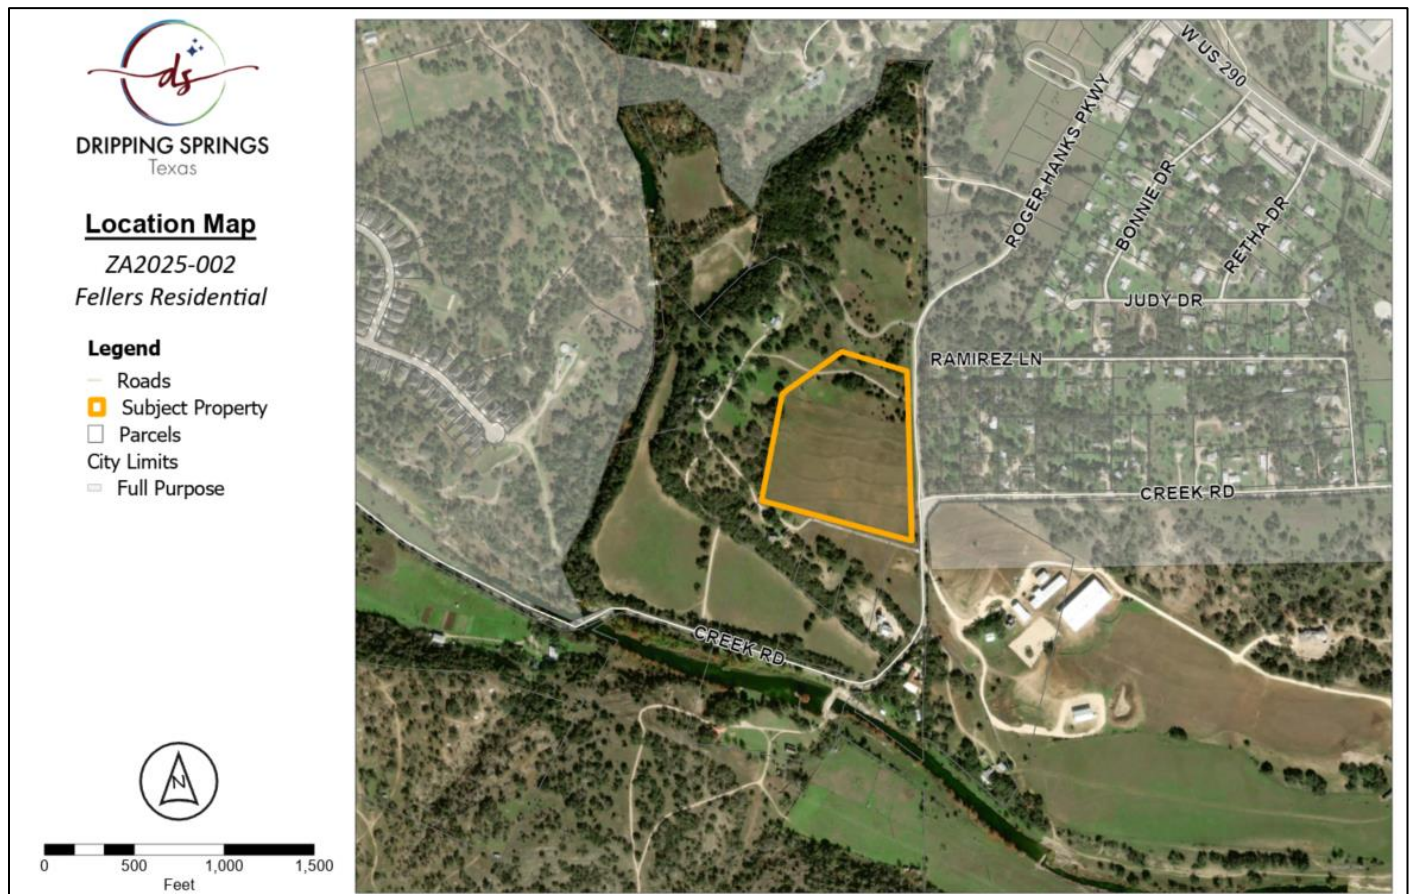 ds
DRIPPING SPRINGS
Texas
Location Map
ZA2025-002
Fellers Residential
Legend
Roads
Subject Property
Parcels
City Limits
Full Purpose
N
0 500 1,000 1,500
Feet
W US 290
ROGER HANKS PKWY
BONNIE DR
RETHA DR
JUDY DR
RAMIREZ LN
CREEK RD
CREEK RD